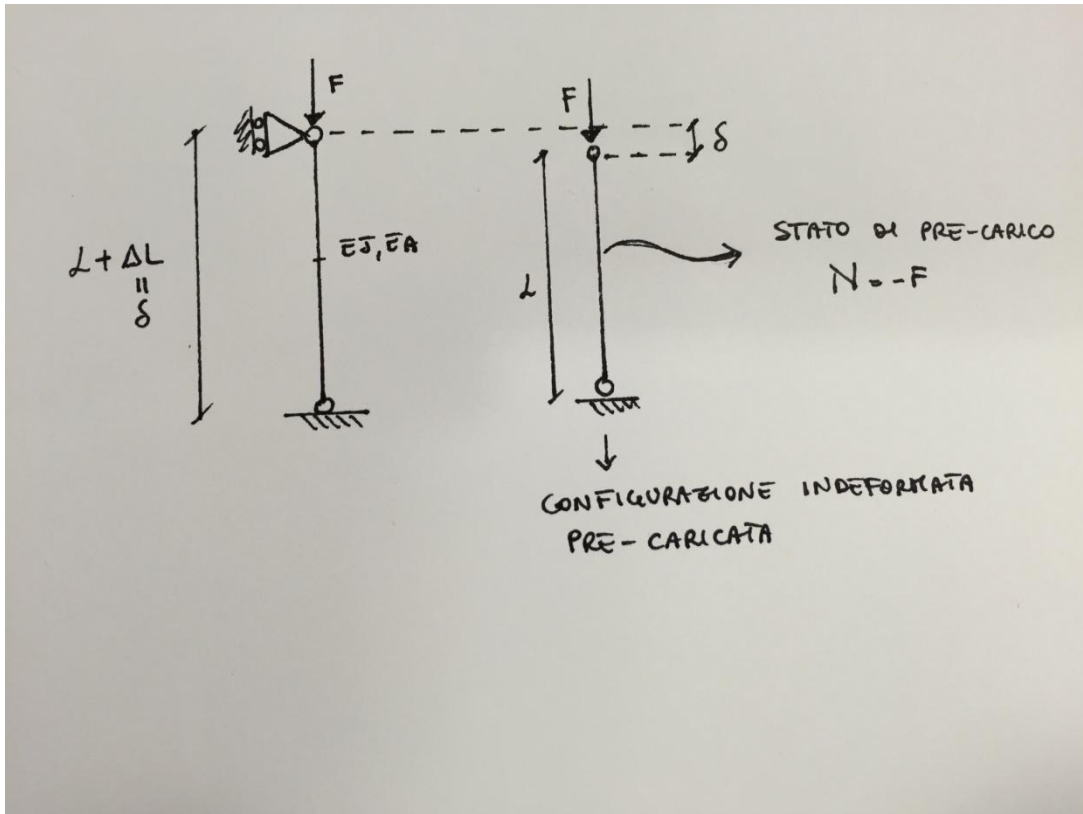 F
L + ΔL
=
δ
EJ, EA
F
δ
L
STATO DI PRE-CARICO
N = -F
CONFIGURAZIONE INDEFORMATA
PRE-CARICATA